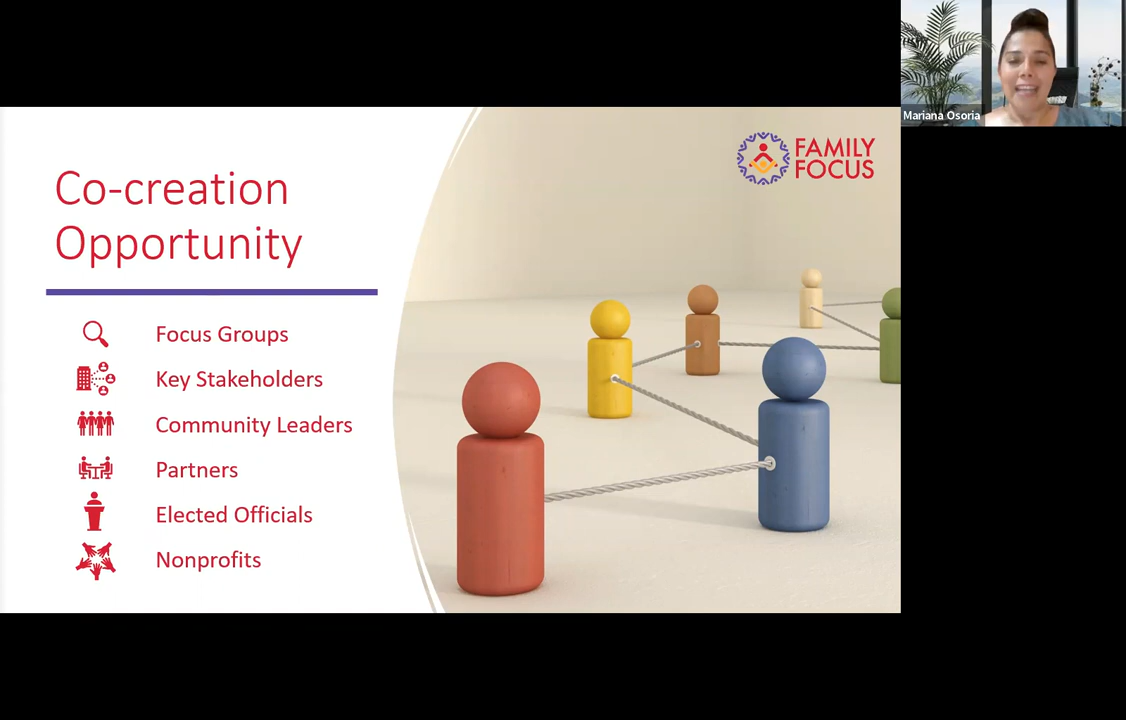 Mariana Osoria
FAMILY
FOCUS
Co-creation
Opportunity
Focus Groups
Key Stakeholders
Community Leaders
Partners
Elected Officials
Nonprofits